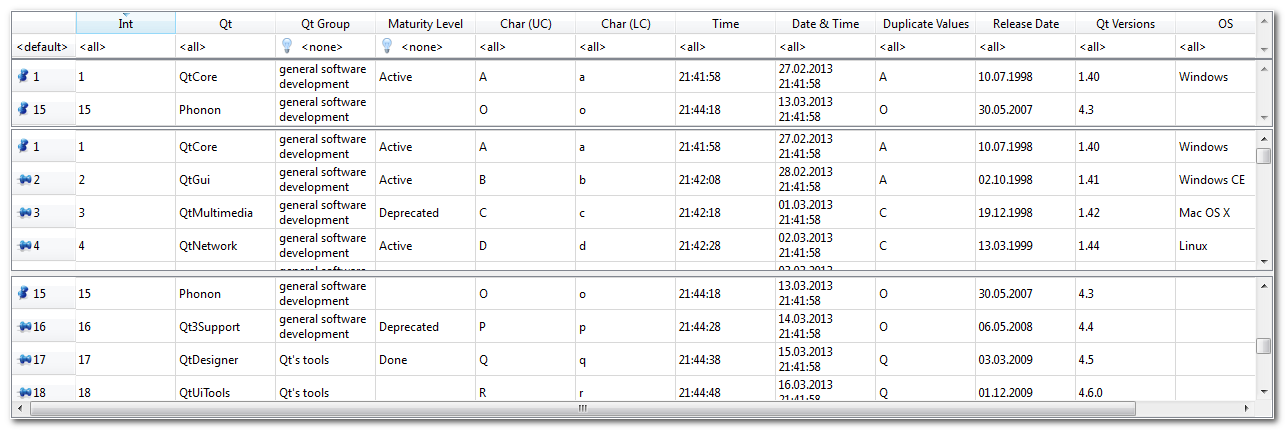 Int Qt Qt Group Maturity Level Char (UC) Char (LC) Time Date & Time Duplicate Values Release Date Qt Versions OS
<default> <all> <all> <none> <none> <all> <all> <all> <all> <all> <all> <all> <all>
1 1 QtCore general software development Active A a 21:41:58 27.02.2013 21:41:58 A 10.07.1998 1.40 Windows
15 15 Phonon general software development O o 21:44:18 13.03.2013 21:41:58 O 30.05.2007 4.3
1 1 QtCore general software development Active A a 21:41:58 27.02.2013 21:41:58 A 10.07.1998 1.40 Windows
2 2 QtGui general software development Active B b 21:42:08 28.02.2013 21:41:58 A 02.10.1998 1.41 Windows CE
3 3 QtMultimedia general software development Deprecated C c 21:42:18 01.03.2013 21:41:58 C 19.12.1998 1.42 Mac OS X
4 4 QtNetwork general software development Active D d 21:42:28 02.03.2013 21:41:58 C 13.03.1999 1.44 Linux
15 15 Phonon general software development O o 21:44:18 13.03.2013 21:41:58 O 30.05.2007 4.3
16 16 Qt3Support general software development Deprecated P p 21:44:28 14.03.2013 21:41:58 O 06.05.2008 4.4
17 17 QtDesigner Qt's tools Done Q q 21:44:38 15.03.2013 21:41:58 Q 03.03.2009 4.5
18 18 QtUiTools Qt's tools R r 21:44:48 16.03.2013 21:41:58 Q 01.12.2009 4.6.0